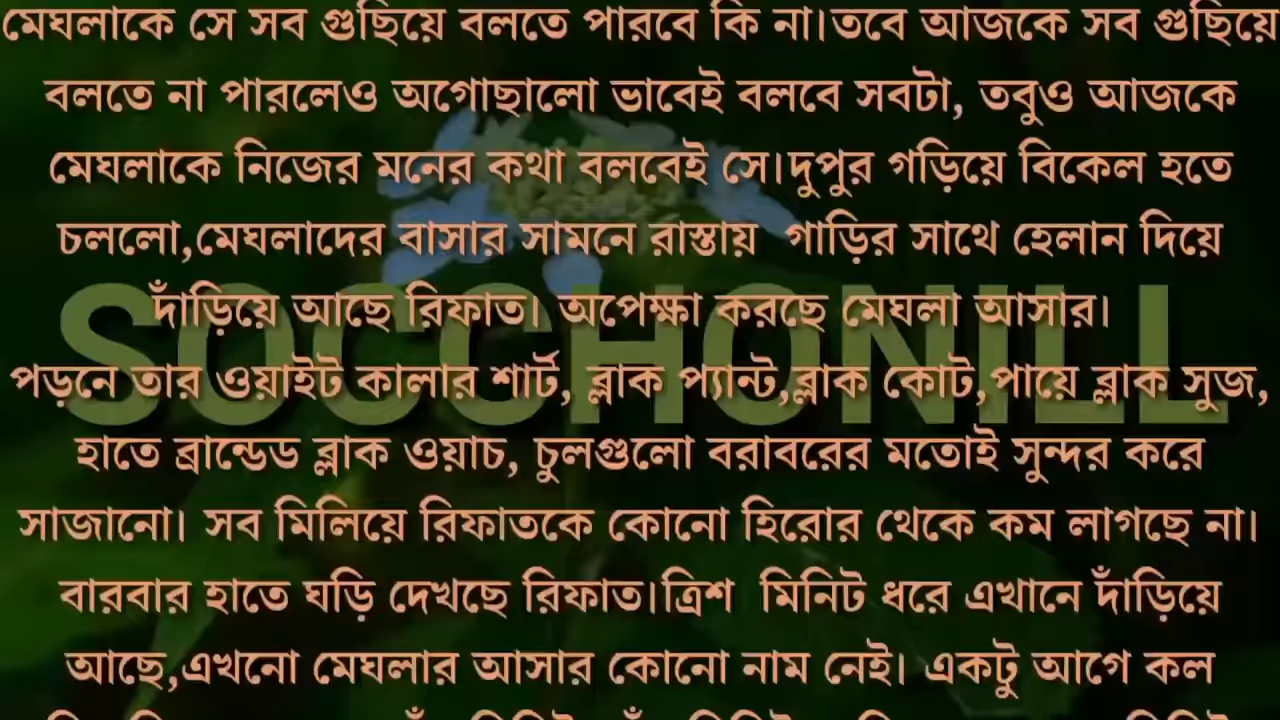 মেঘলাকে সে সব গুছিয়ে বলতে পারবে কি না।তবে আজকে সব গুছিয়ে
বলতে না পারলেও অগোছালো ভাবেই বলবে সবটা, তবুও আজকে
মেঘলাকে নিজের মনের কথা বলবেই সে।দুপুর গড়িয়ে বিকেল হতে
চললো,মেঘলাদের বাসার সামনে রাস্তায় গাড়ির সাথে হেলান দিয়ে
দাঁড়িয়ে আছে রিফাত। অপেক্ষা করছে মেঘলা আসার।
SOCCHONILL
পড়নে তার ওয়াইট কালার শার্ট, ব্লাক প্যান্ট,ব্লাক কোট,পায়ে ব্লাক সুজ,
হাতে ব্রান্ডেড ব্লাক ওয়াচ, চুলগুলো বরাবরের মতোই সুন্দর করে
সাজানো। সব মিলিয়ে রিফাতকে কোনো হিরোর থেকে কম লাগছে না।
বারবার হাতে ঘড়ি দেখছে রিফাত।ত্রিশ মিনিট ধরে এখানে দাঁড়িয়ে
আছে,এখনো মেঘলার আসার কোনো নাম নেই। একটু আগে কল